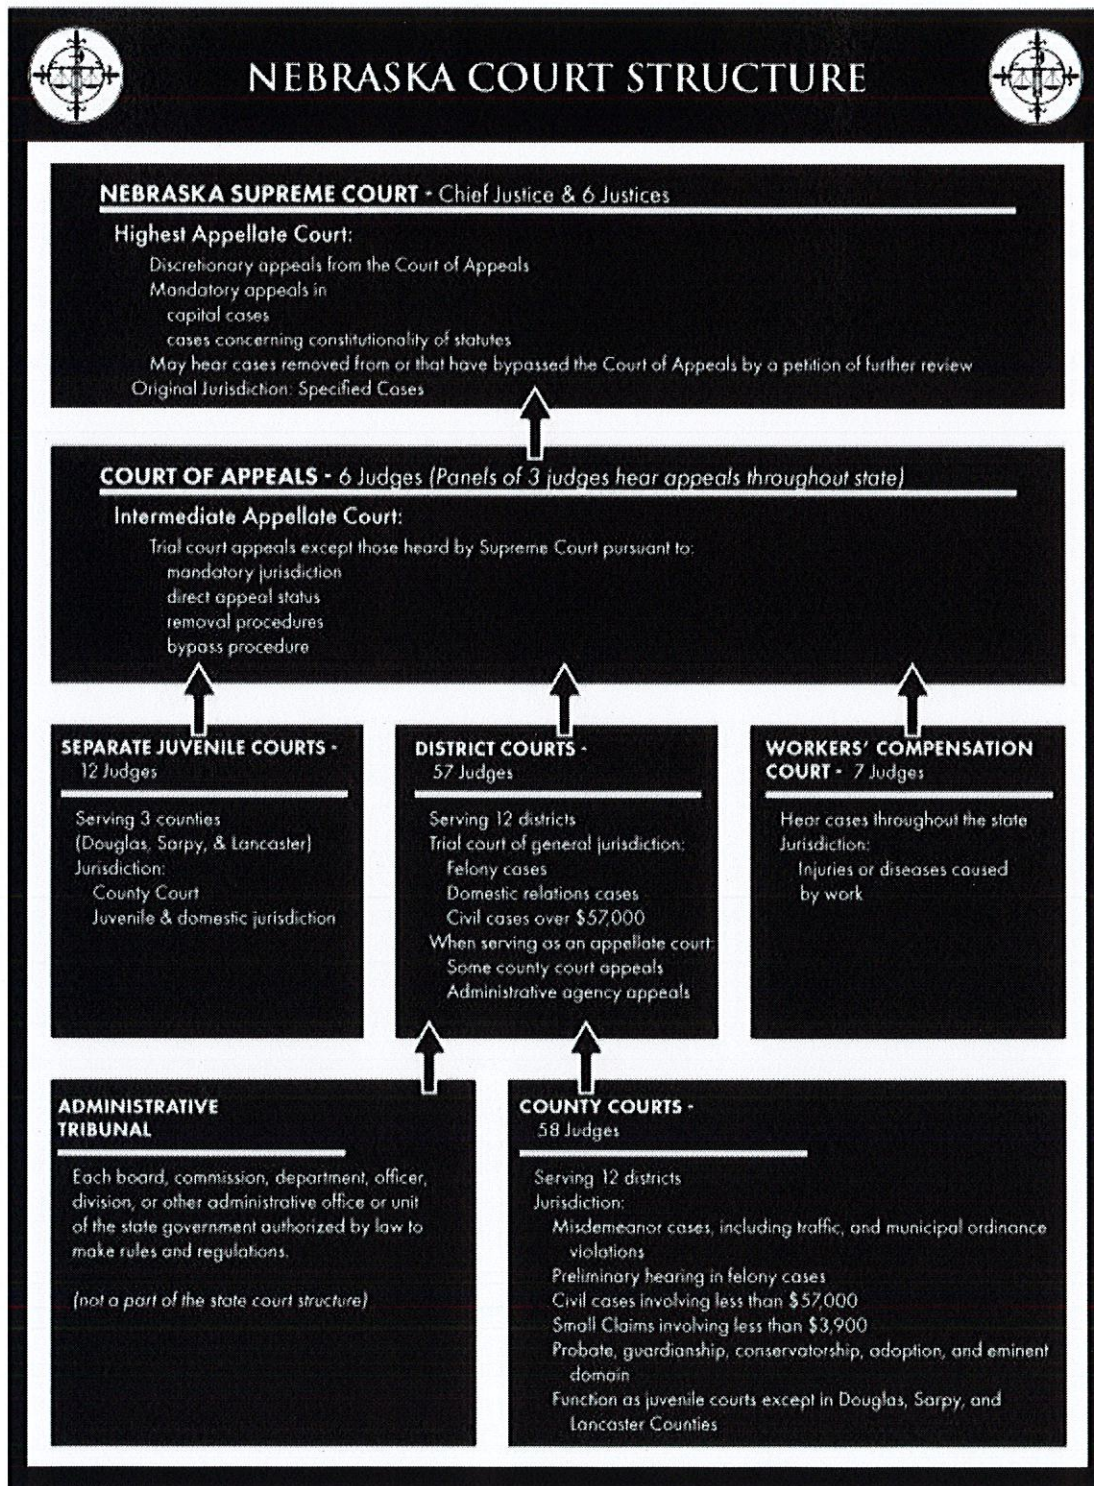 NEBRASKA COURT STRUCTURE
NEBRASKA SUPREME COURT - Chief Justice & 6 Justices
Highest Appellate Court:
Discretionary appeals from the Court of Appeals
Mandatory appeals in
capital cases
cases concerning constitutionality of statutes
May hear cases removed from or that have bypassed the Court of Appeals by a petition of further review
Original Jurisdiction: Specified Cases
COURT OF APPEALS - 6 Judges (Panels of 3 judges hear appeals throughout state)
Intermediate Appellate Court:
Trial court appeals except those heard by Supreme Court pursuant to:
mandatory jurisdiction
direct appeal status
removal procedures
bypass procedure
SEPARATE JUVENILE COURTS -
12 Judges
Serving 3 counties
(Douglas, Sarpy, & Lancaster)
Jurisdiction:
County Court
Juvenile & domestic jurisdiction
DISTRICT COURTS -
57 Judges
Serving 12 districts
Trial court of general jurisdiction:
Felony cases
Domestic relations cases
Civil cases over $57,000
When serving as an appellate court:
Some county court appeals
Administrative agency appeals
WORKERS' COMPENSATION
COURT - 7 Judges
Hear cases throughout the state
Jurisdiction:
Injuries or diseases caused
by work
ADMINISTRATIVE
TRIBUNAL
Each board, commission, department, officer,
division, or other administrative office or unit
of the state government authorized by law to
make rules and regulations.
(not a part of the state court structure)
COUNTY COURTS -
58 Judges
Serving 12 districts
Jurisdiction:
Misdemeanor cases, including traffic, and municipal ordinance
violations
Preliminary hearing in felony cases
Civil cases involving less than $57,000
Small Claims involving less than $3,900
Probate, guardianship, conservatorship, adoption, and eminent
domain
Function as juvenile courts except in Douglas, Sarpy, and
Lancaster Counties